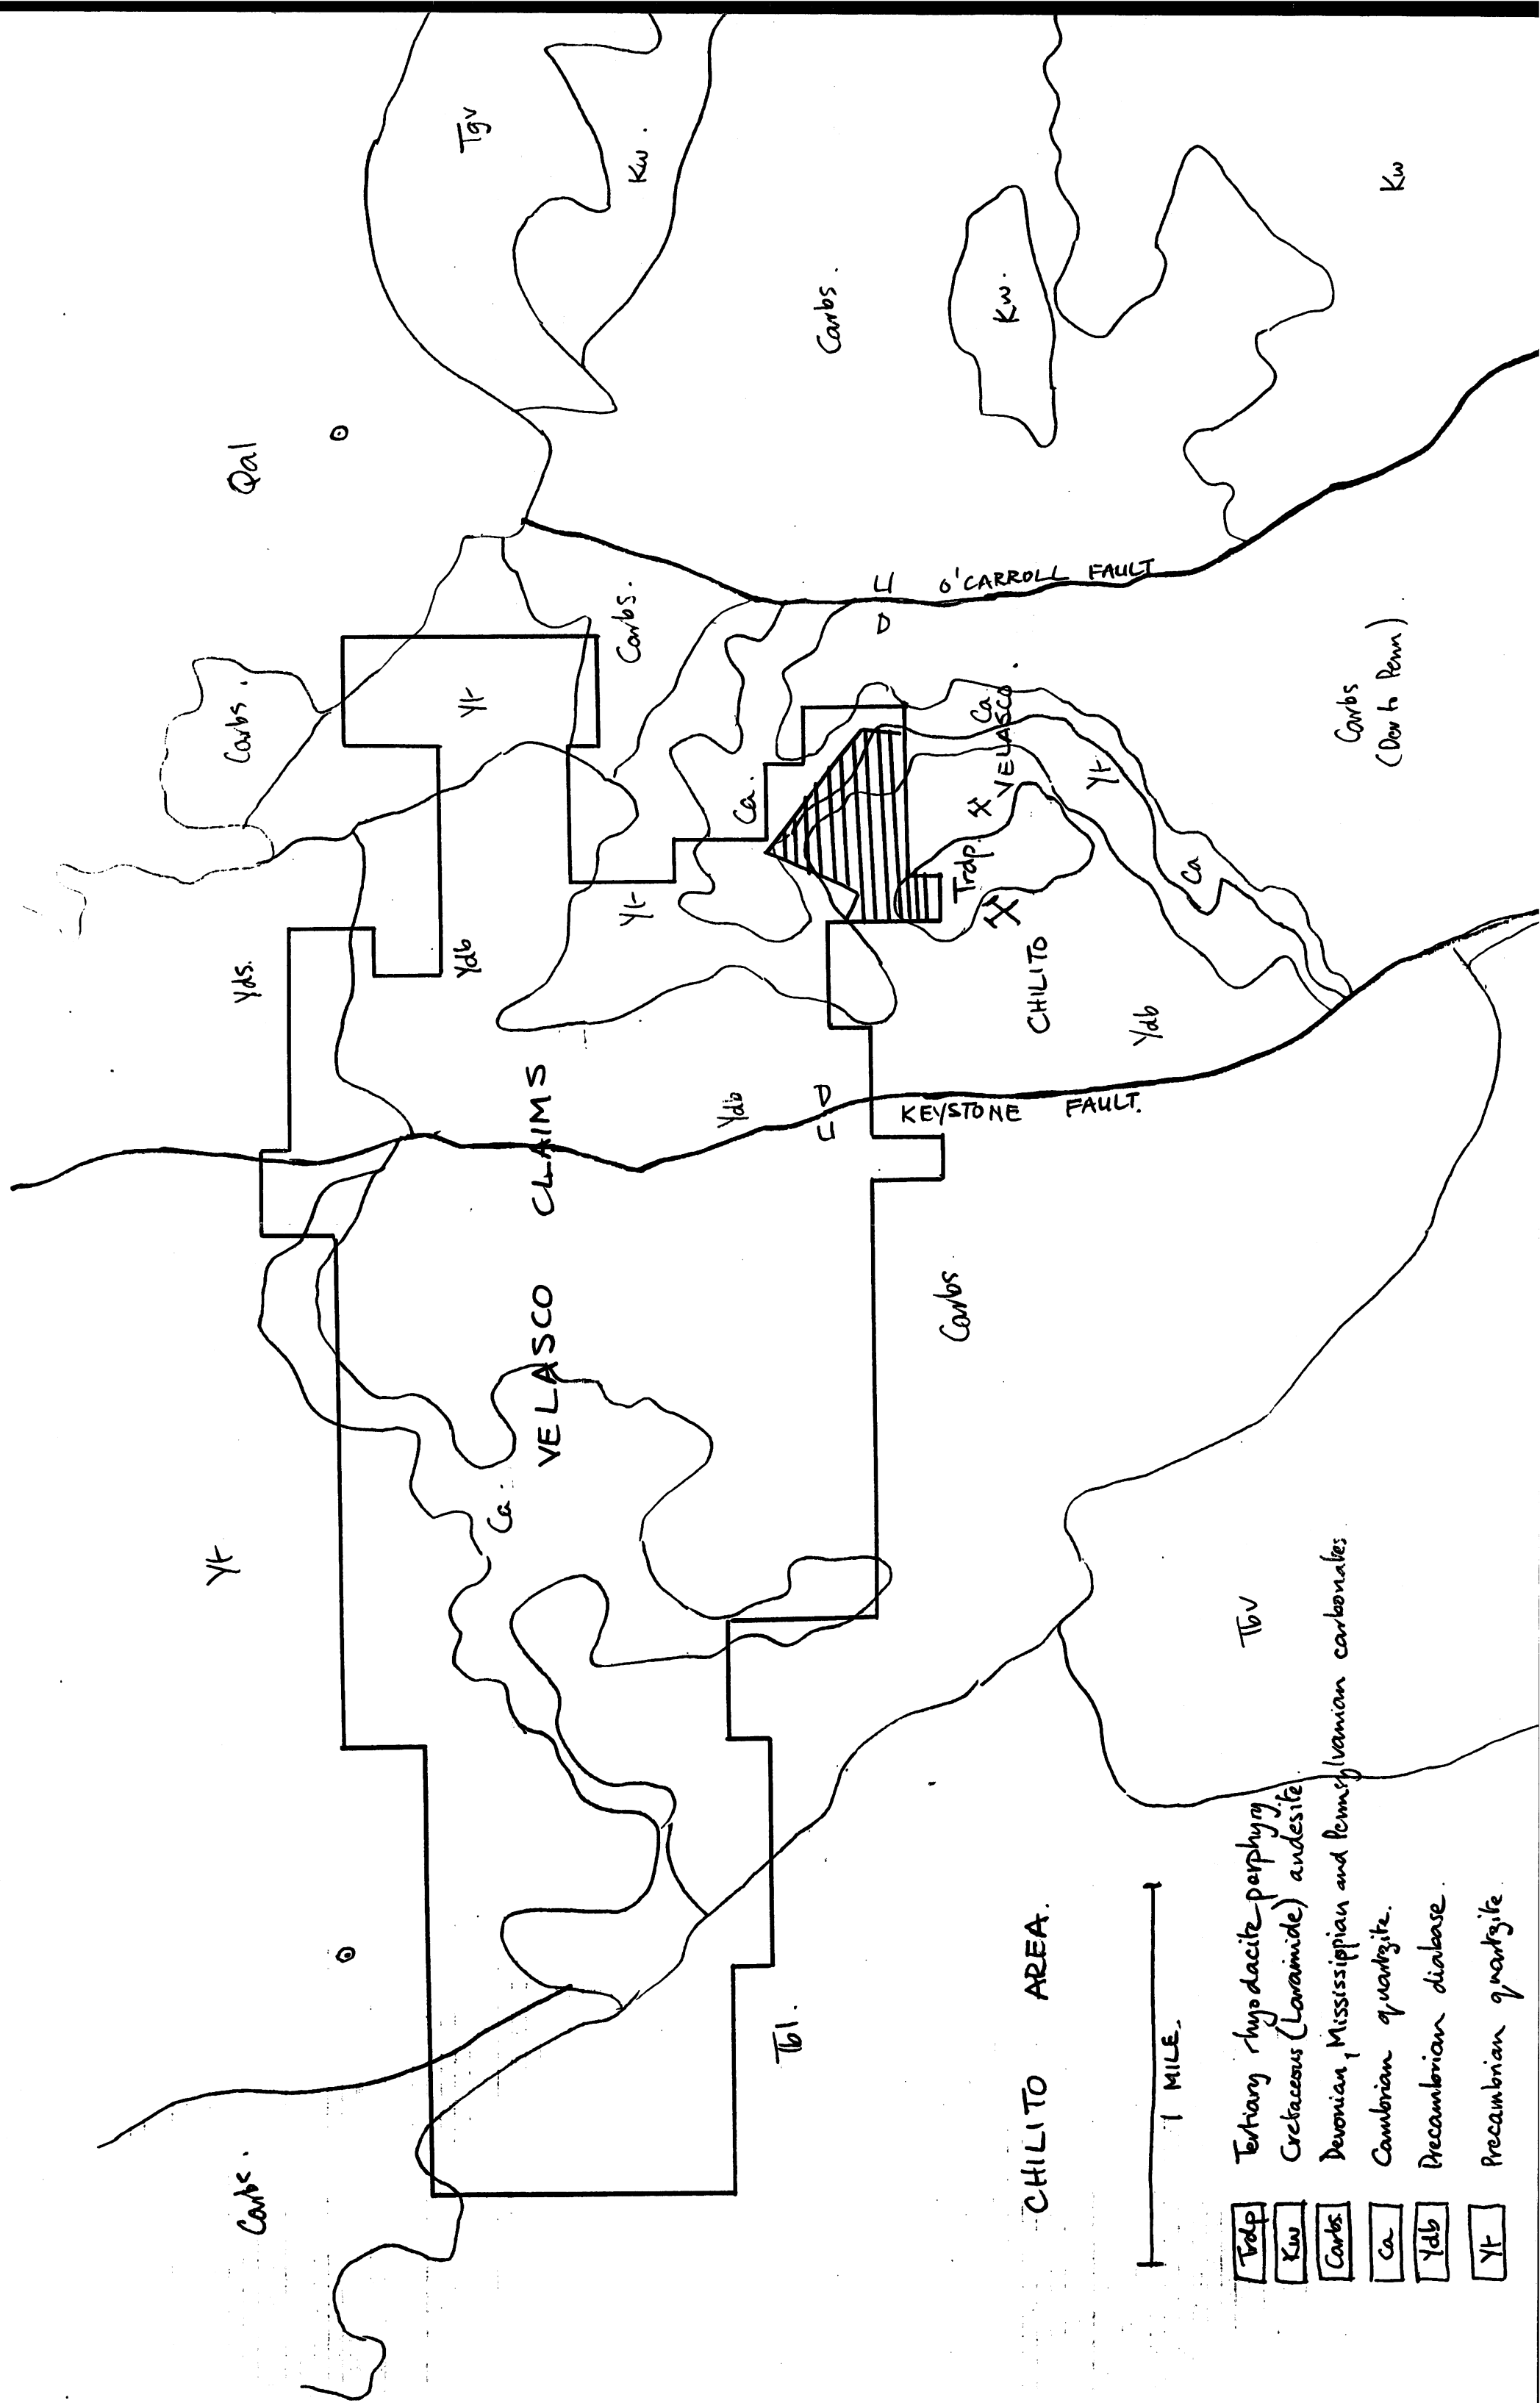 Carbs.
Yt
Yds.
Carbs.
Qal
Ydb
Yt
Tgv
Ca.
VELASCO CLAIMS
Yt
Carbs.
Kw.
Ydb
Ca.
Tbl.
U D
Carbs.
D U
KEYSTONE FAULT.
O'CARROLL FAULT
Carbs
Trdp.
Ca
VELASCO.
Kw.
CHILITO
Yt
Ydb
Ca
Tbv
Carbs
(Dev to Penn)
Kw
CHILITO AREA.
1 MILE.
Trdp Tertiary rhyodacite porphyry
Kw Cretaceous (Laramide) andesite.
Carbs Devonian, Mississippian and Pennsylvanian carbonates
Ca Cambrian quartzite.
Ydb Precambrian diabase.
Yt Precambrian quartzite.